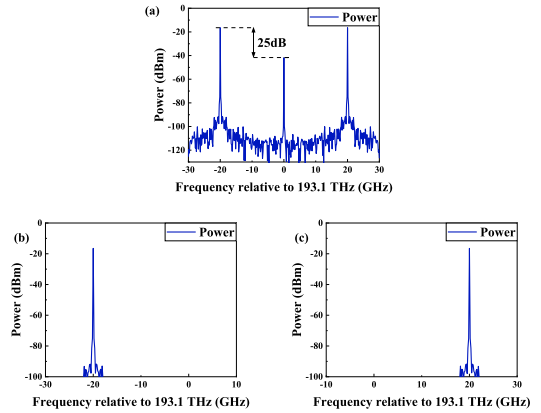 (a)
0
-20
-40
-60
-80
-100
-120
Power (dBm)
Power
25dB
-30 -20 -10 0 10 20 30
Frequency relative to 193.1 THz (GHz)
(b)
0
-20
-40
-60
-80
-100
Power (dBm)
Power
-30 -20 -10 0 10
Frequency relative to 193.1 THz (GHz)
(c)
0
-20
-40
-60
-80
-100
Power (dBm)
Power
-10 0 10 20 30
Frequency relative to 193.1 THz (GHz)